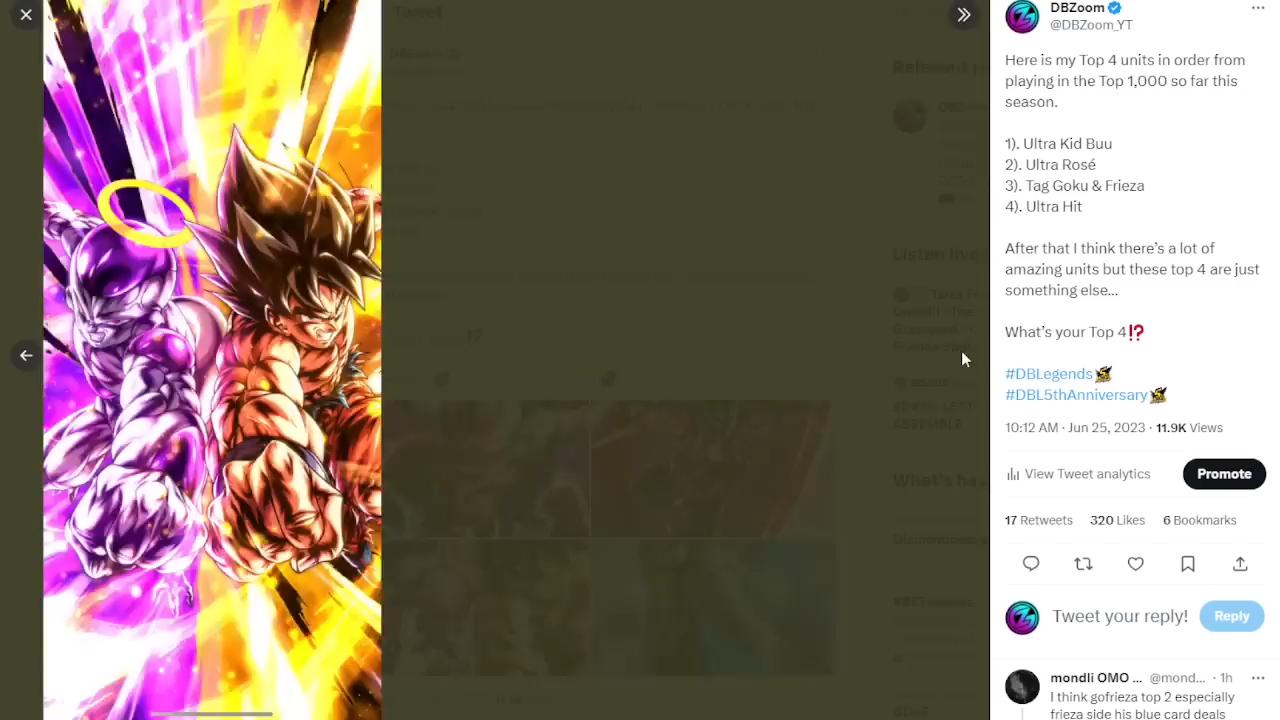 DBZoom
@DBZoom_YT
Here is my Top 4 units in order from
playing in the Top 1,000 so far this
season.
1). Ultra Kid Buu
2). Ultra Rosé
3). Tag Goku & Frieza
4). Ultra Hit
After that I think there's a lot of
amazing units but these top 4 are just
something else...
What's your Top 4⁉️
#DBLegends
#DBL5thAnniversary
10:12 AM · Jun 25, 2023 · 11.9K Views
View Tweet analytics
Promote
17 Retweets 320 Likes 6 Bookmarks
Tweet your reply!
Reply
mondli OMO ... @mond... · 1h
I think gofrieza top 2 especially
frieza side his blue card deals
Tweet
Listen live
What's ha